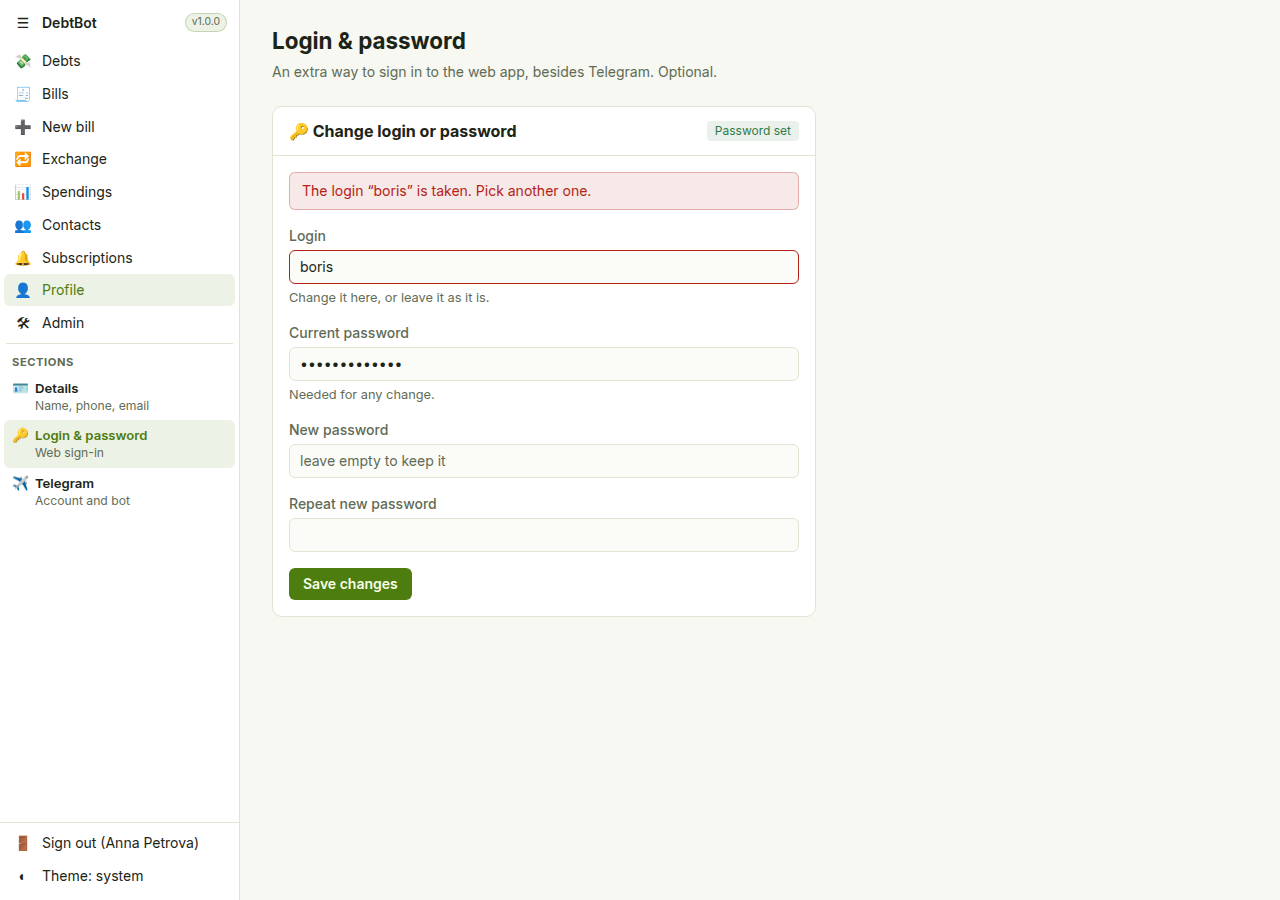 DebtBot
v1.0.0
Debts
Bills
New bill
Exchange
Spendings
Contacts
Subscriptions
Profile
Admin
SECTIONS
Details
Name, phone, email
Login & password
Web sign-in
Telegram
Account and bot
Sign out (Anna Petrova)
Theme: system
Login & password
An extra way to sign in to the web app, besides Telegram. Optional.
Change login or password
Password set
The login “boris” is taken. Pick another one.
Login
boris
Change it here, or leave it as it is.
Current password
•••••••••••••
Needed for any change.
New password
leave empty to keep it
Repeat new password
Save changes